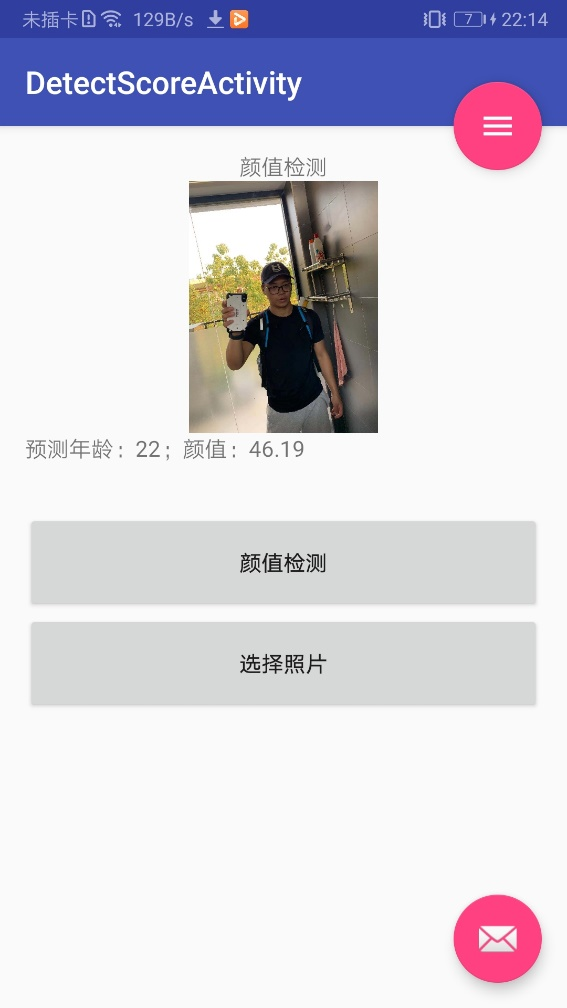 未插卡 129B/s 7 22:14
DetectScoreActivity
颜值检测
预测年龄：22；颜值：46.19
颜值检测
选择照片